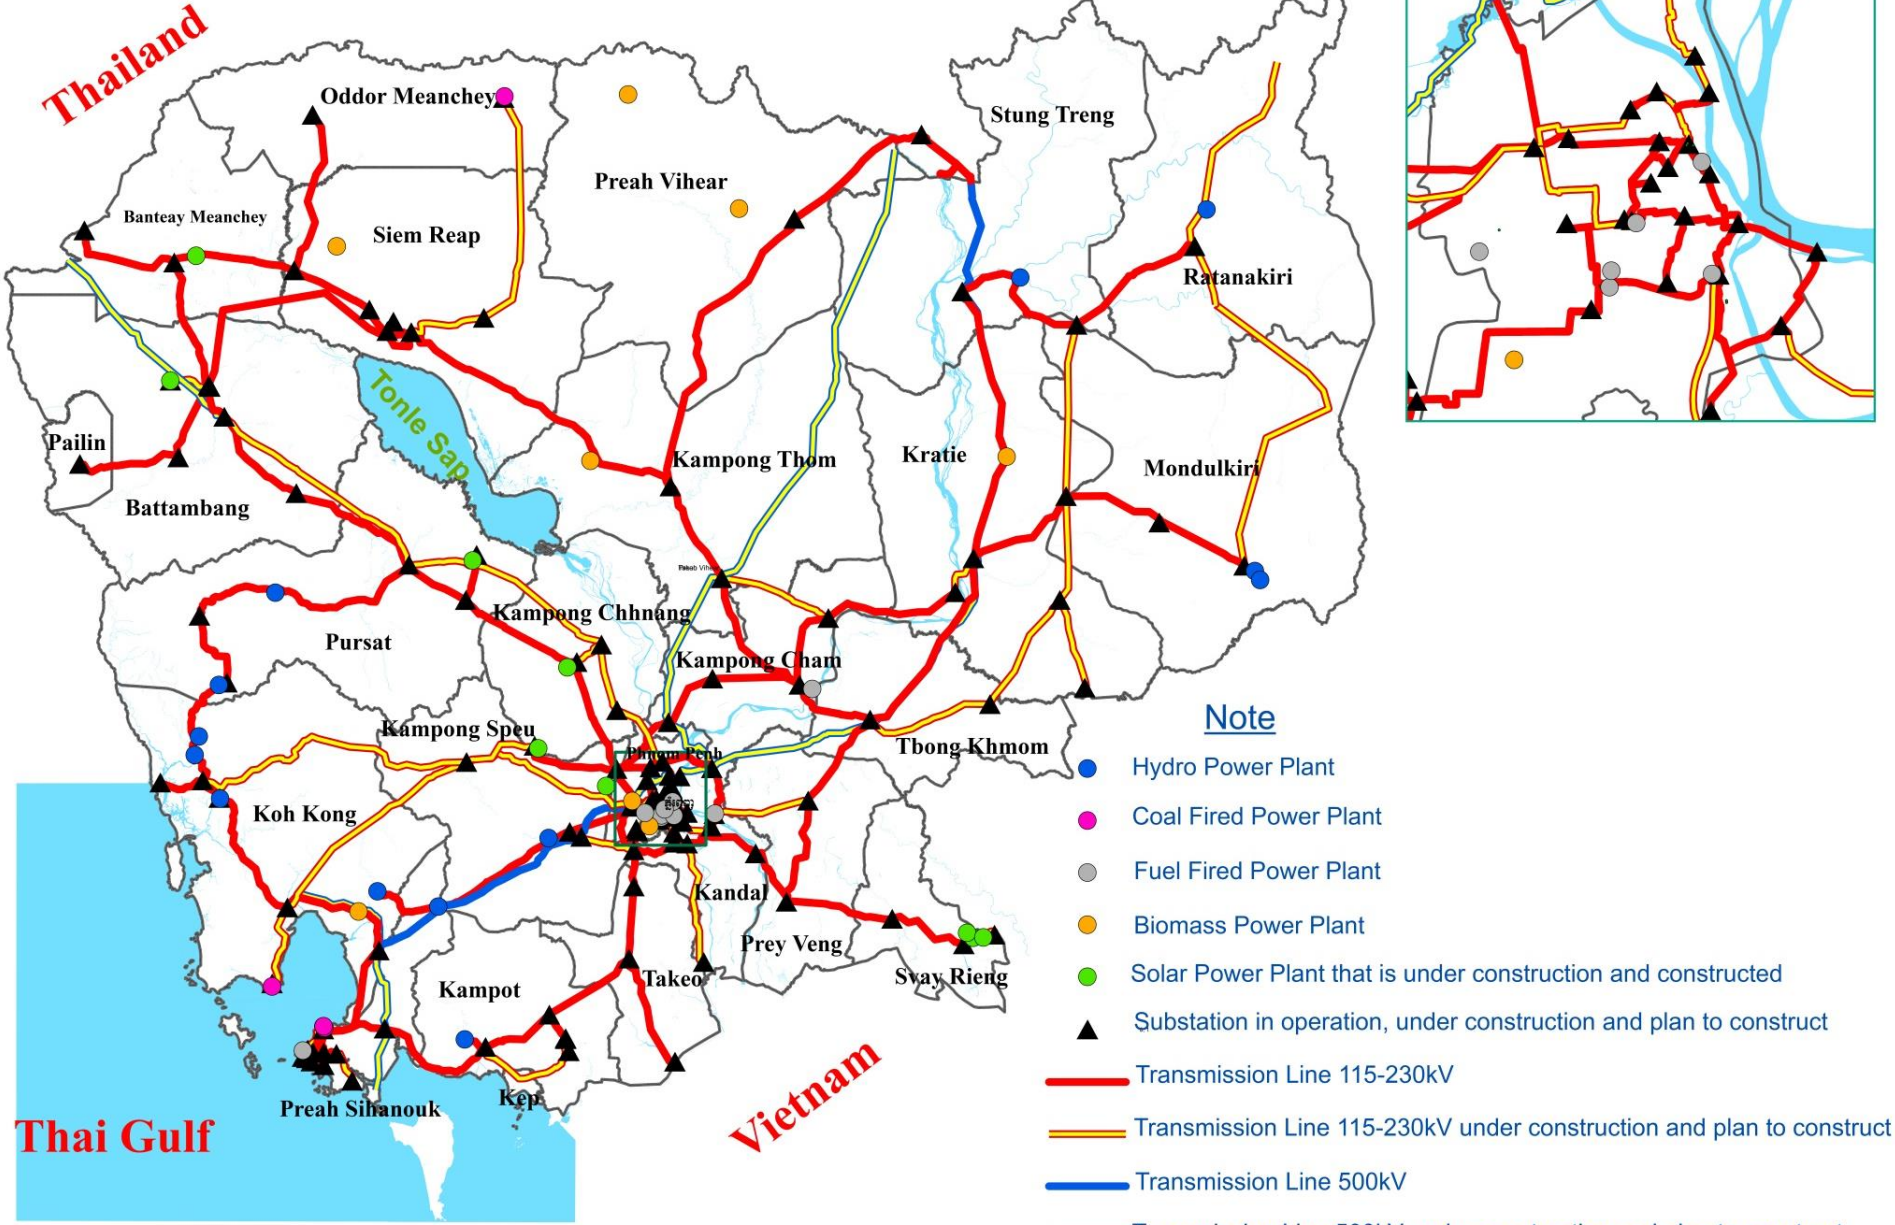 Thailand
Oddor Meanchey
Stung Treng
Preah Vihear
Banteay Meanchey
Siem Reap
Ratanakiri
Tonle Sap
Pailin
Kampong Thom
Kratie
Mondulkiri
Battambang
Kampong Chhnang
Pursat
Kampong Cham
Kampong Speu
Tbong Khmom
Phnom Penh
Koh Kong
Kandal
Prey Veng
Svay Rieng
Takeo
Kampot
Kep
Preah Sihanouk
Thai Gulf
Vietnam
Note
Hydro Power Plant
Coal Fired Power Plant
Fuel Fired Power Plant
Biomass Power Plant
Solar Power Plant that is under construction and constructed
Substation in operation, under construction and plan to construct
Transmission Line 115-230kV
Transmission Line 115-230kV under construction and plan to construct
Transmission Line 500kV